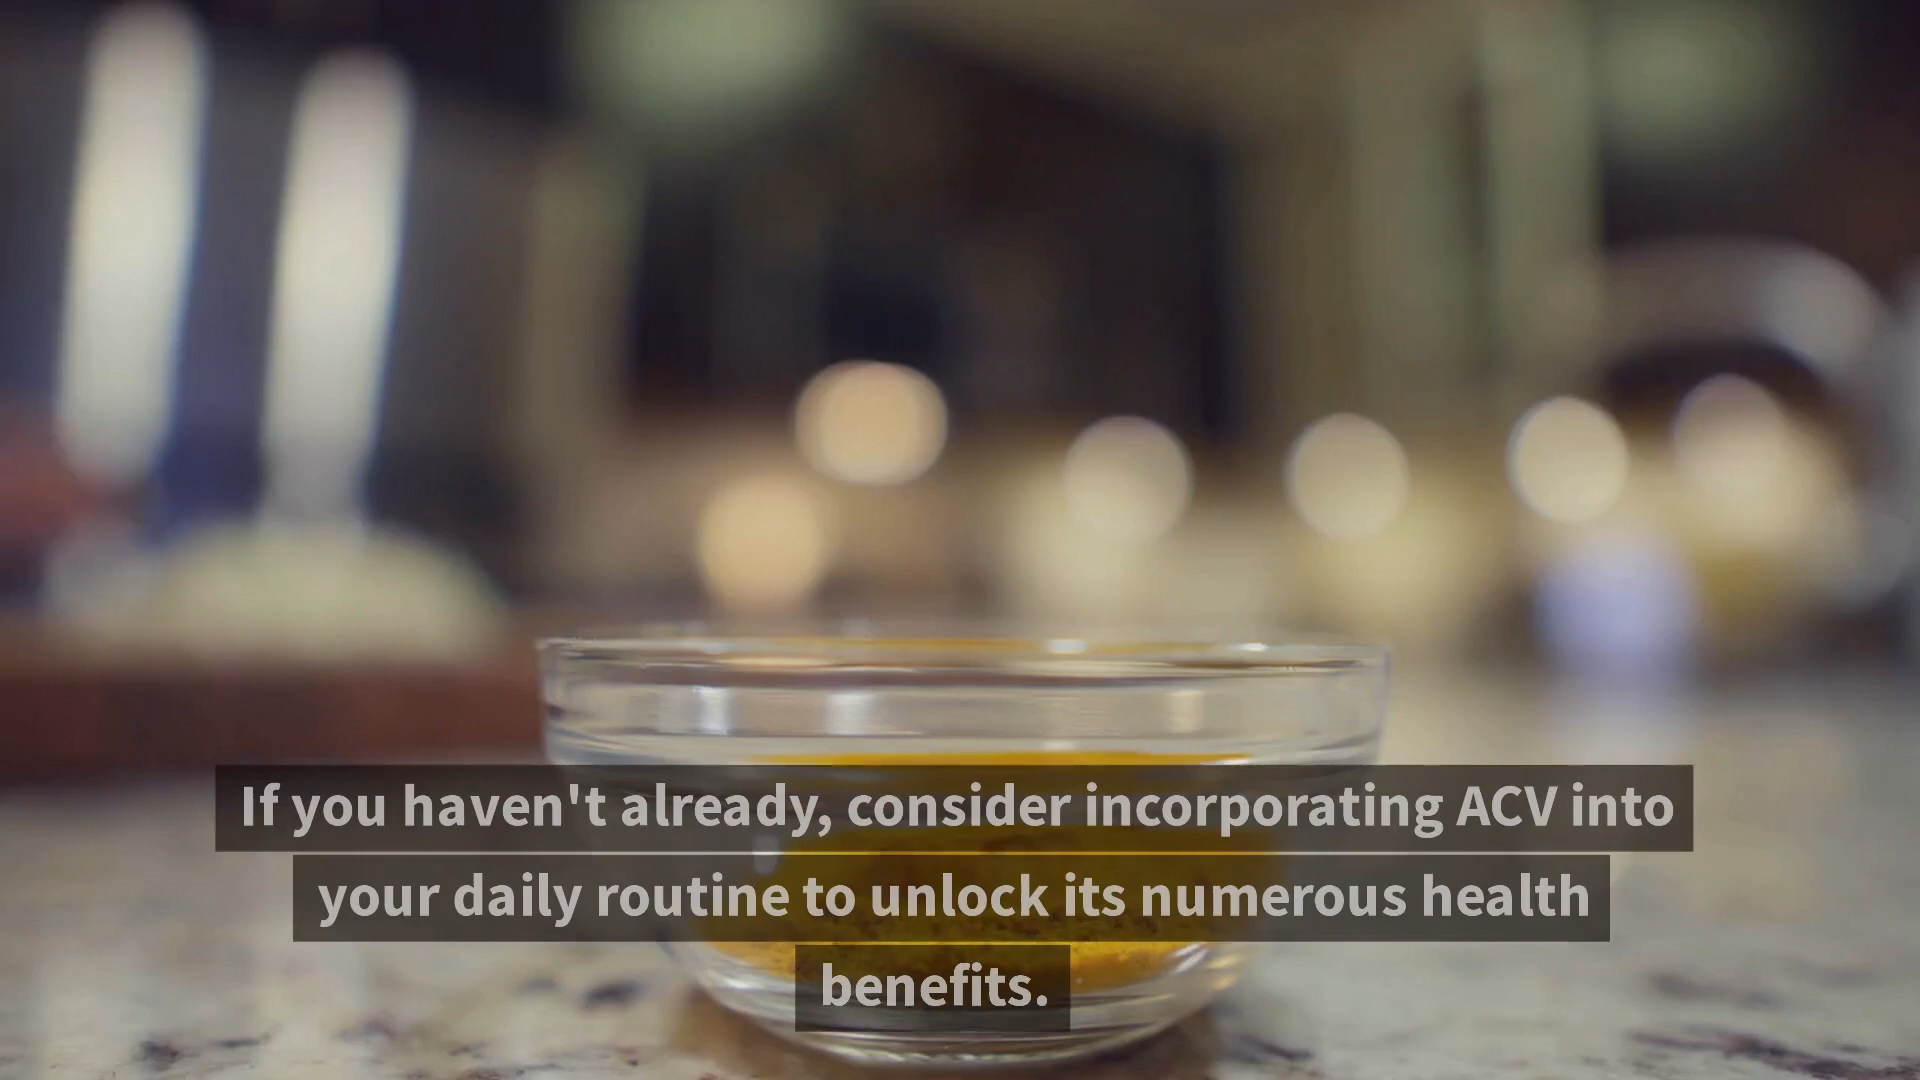 If you haven't already, consider incorporating ACV into
your daily routine to unlock its numerous health
benefits.